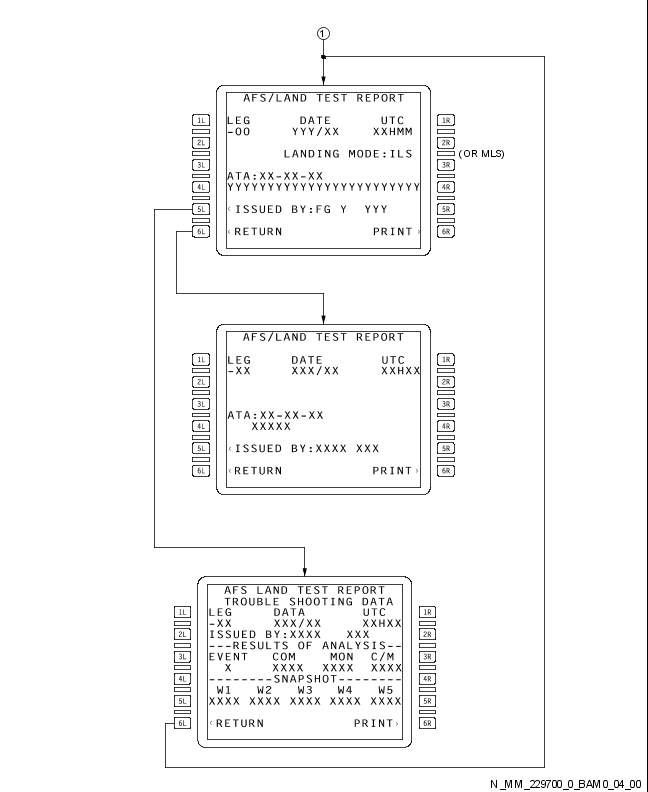 1
AFS/LAND TEST REPORT
1L LEG DATE UTC 1R
-OO YYY/XX XXHMM
2L 2R
LANDING MODE:ILS (OR MLS)
3L 3R
ATA:XX-XX-XX
4L YYYYYYYYYYYYYYYYYYYYYYYY 4R
5L <ISSUED BY:FG Y YYY 5R
6L <RETURN PRINT> 6R
AFS/LAND TEST REPORT
1L LEG DATE UTC 1R
-XX XXX/XX XXHXX
2L 2R
3L 3R
ATA:XX-XX-XX
4L XXXXX 4R
5L <ISSUED BY:XXXX XXX 5R
6L <RETURN PRINT> 6R
AFS LAND TEST REPORT
TROUBLE SHOOTING DATA
1L LEG DATA UTC 1R
-XX XXX/XX XXHXX
2L ISSUED BY:XXXX XXX 2R
---RESULTS OF ANALYSIS--
3L EVENT COM MON C/M 3R
X XXXX XXXX XXXX
4L --------SNAPSHOT-------- 4R
W1 W2 W3 W4 W5
5L XXXX XXXX XXXX XXXX XXXX 5R
6L <RETURN PRINT> 6R
N_MM_229700_0_BAM0_04_00